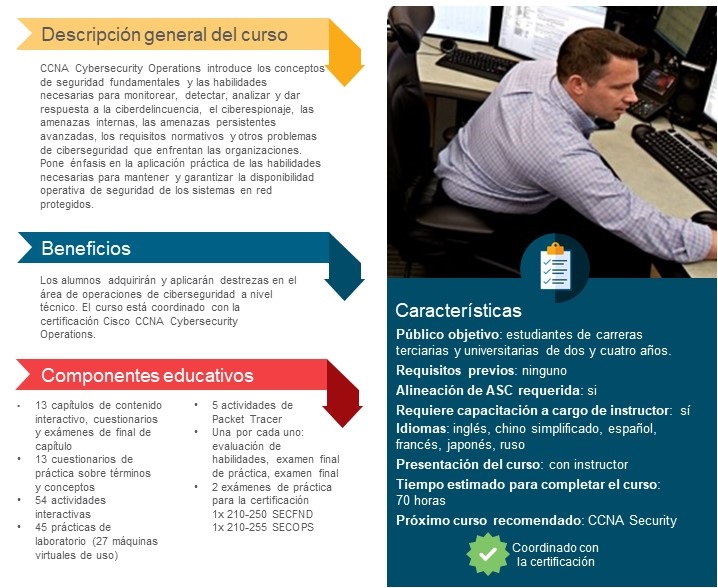 Descripción general del curso
CCNA Cybersecurity Operations introduce los conceptos
de seguridad fundamentales y las habilidades
necesarias para monitorear, detectar, analizar y dar
respuesta a la ciberdelincuencia, el ciberespionaje, las
amenazas internas, las amenazas persistentes
avanzadas, los requisitos normativos y otros problemas
de ciberseguridad que enfrentan las organizaciones.
Pone énfasis en la aplicación práctica de las habilidades
necesarias para mantener y garantizar la disponibilidad
operativa de seguridad de los sistemas en red
protegidos.
Beneficios
Los alumnos adquirirán y aplicarán destrezas en el
área de operaciones de ciberseguridad a nivel
técnico. El curso está coordinado con la
certificación Cisco CCNA Cybersecurity
Operations.
Componentes educativos
• 13 capítulos de contenido
interactivo, cuestionarios
y exámenes de final de
capítulo
• 13 cuestionarios de
práctica sobre términos
y conceptos
• 54 actividades
interactivas
• 45 prácticas de
laboratorio (27 máquinas
virtuales de uso)
• 5 actividades de
Packet Tracer
• Una por cada uno:
evaluación de
habilidades, examen final
de práctica, examen final
• 2 exámenes de práctica
para la certificación
1x 210-250 SECFND
1x 210-255 SECOPS
Características
Público objetivo: estudiantes de carreras
terciarias y universitarias de dos y cuatro años.
Requisitos previos: ninguno
Alineación de ASC requerida: si
Requiere capacitación a cargo de instructor: sí
Idiomas: inglés, chino simplificado, español,
francés, japonés, ruso
Presentación del curso: con instructor
Tiempo estimado para completar el curso:
70 horas
Próximo curso recomendado: CCNA Security
Coordinado con
la certificación